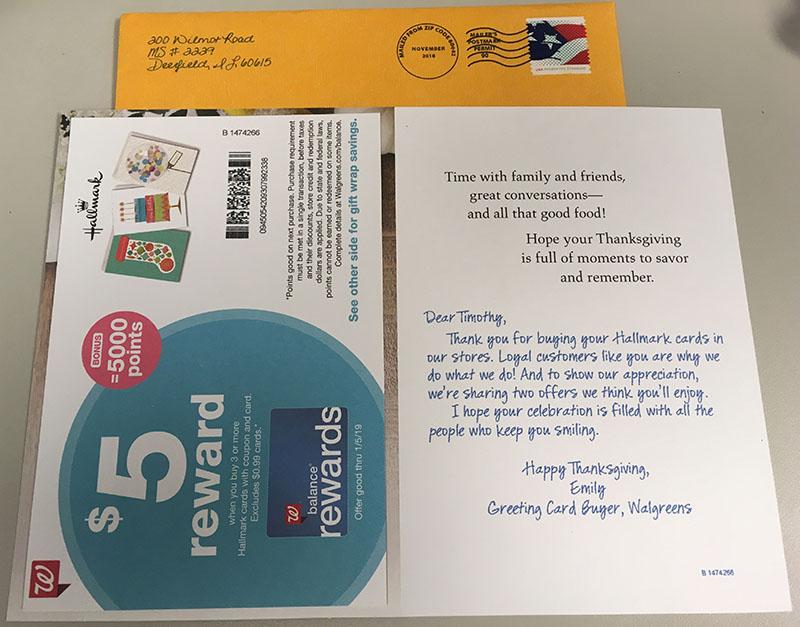 200 Wilmot Road
MS # 2229
Deerfield, IL 60615
MAILED FROM ZIP CODE 60062
NOVEMBER
2018
MAILER'S
POSTMARK
PERMIT
90
Hallmark
B 1474266
09450542093079923​38
*Points good on next purchase. Purchase requirement
must be met in a single transaction, before taxes
and their discounts, store credit and redemption
dollars are applied. Due to state and federal laws,
points cannot be earned or redeemed on some items.
Complete details at Walgreens.com/balance.
See other side for gift wrap savings.
BONUS
=5000
points
$5
reward
when you buy 3 or more
Hallmark cards with coupon and card.
Excludes $0.99 cards.*
W
balance®
rewards
Offer good thru 1/5/19
W
Time with family and friends,
great conversations—
and all that good food!
Hope your Thanksgiving
is full of moments to savor
and remember.
Dear Timothy,
Thank you for buying your Hallmark cards in
our stores. Loyal customers like you are why we
do what we do! And to show our appreciation,
we're sharing two offers we think you'll enjoy.
I hope your celebration is filled with all the
people who keep you smiling.
Happy Thanksgiving,
Emily
Greeting Card Buyer, Walgreens
B 1474266